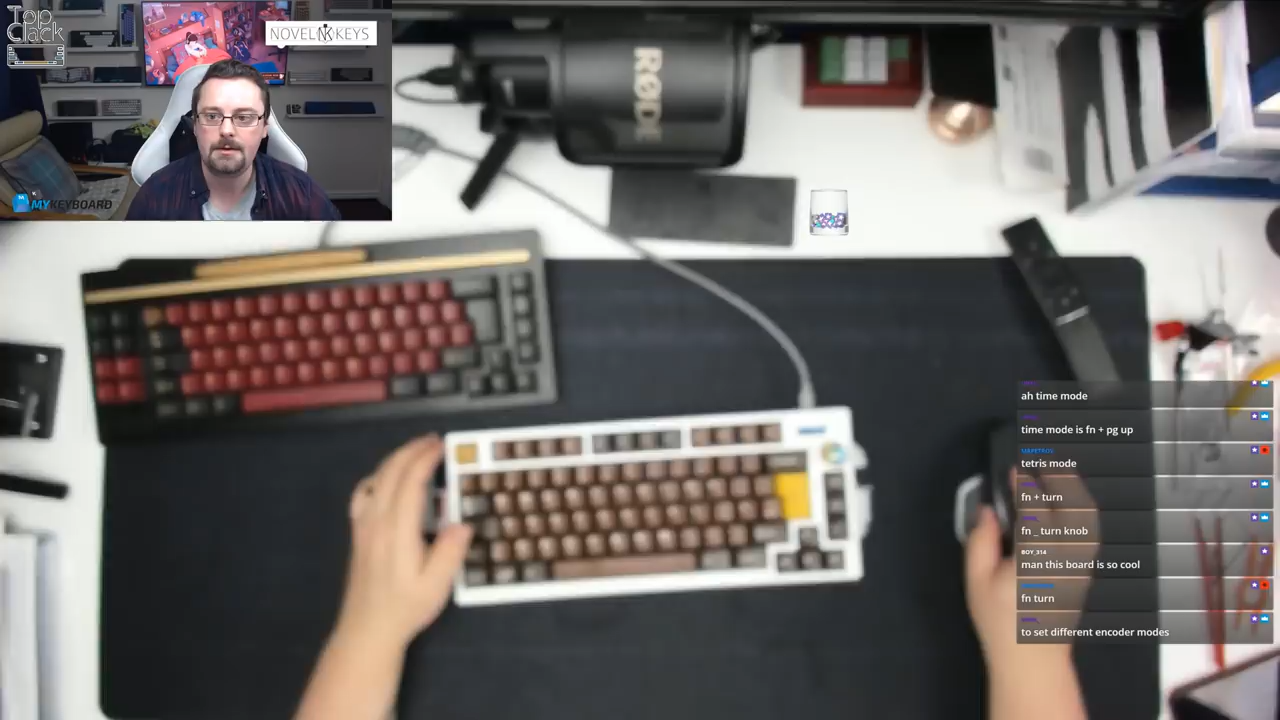 Top
Clack
NOVELKEYS
MYKEYBOARD
RØDE
ah time mode
time mode is fn + pg up
tetris mode
fn + turn
fn _ turn knob
BOY_314
man this board is so cool
fn turn
to set different encoder modes